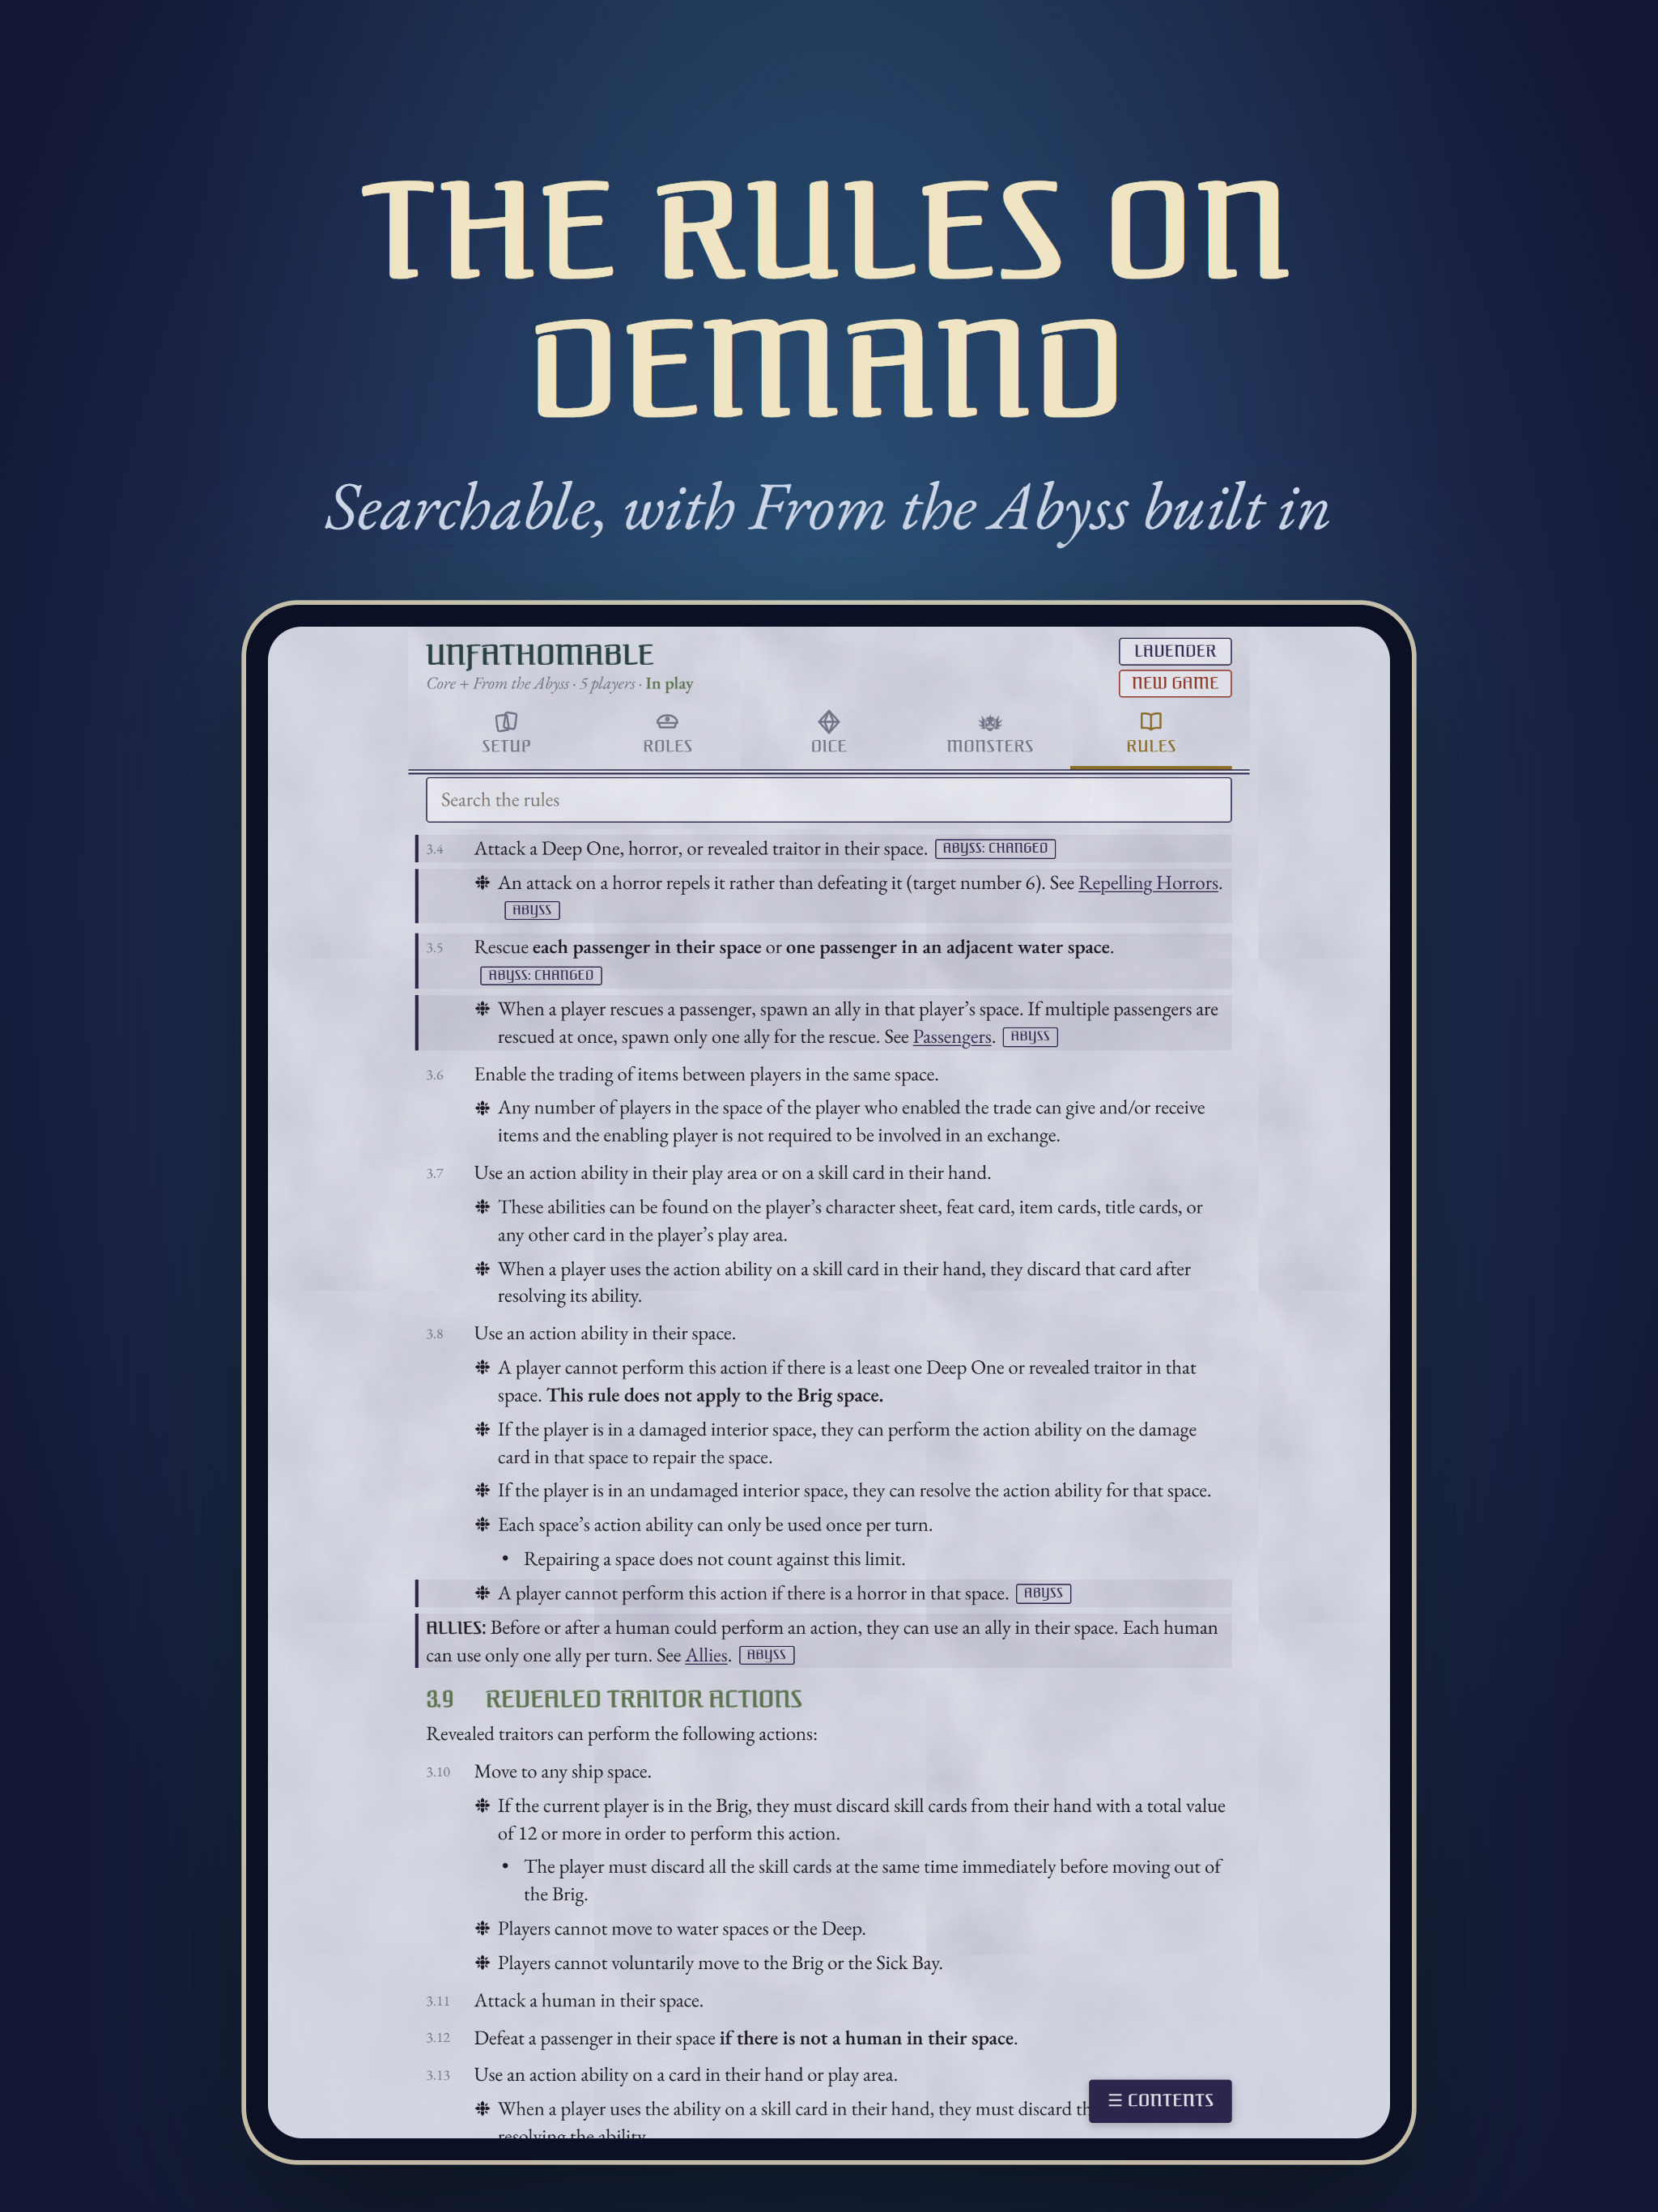 THE RULES ON
DEMAND
Searchable, with From the Abyss built in
UNFATHOMABLE
LAVENDER
Core + From the Abyss · 5 players · In play
NEW GAME
SETUP
ROLES
DICE
MONSTERS
RULES
Search the rules
3.4 Attack a Deep One, horror, or revealed traitor in their space. ABYSS: CHANGED
An attack on a horror repels it rather than defeating it (target number 6). See Repelling Horrors.
ABYSS
3.5 Rescue each passenger in their space or one passenger in an adjacent water space.
ABYSS: CHANGED
When a player rescues a passenger, spawn an ally in that player’s space. If multiple passengers are
rescued at once, spawn only one ally for the rescue. See Passengers. ABYSS
3.6 Enable the trading of items between players in the same space.
Any number of players in the space of the player who enabled the trade can give and/or receive
items and the enabling player is not required to be involved in an exchange.
3.7 Use an action ability in their play area or on a skill card in their hand.
These abilities can be found on the player’s character sheet, feat card, item cards, title cards, or
any other card in the player’s play area.
When a player uses the action ability on a skill card in their hand, they discard that card after
resolving its ability.
3.8 Use an action ability in their space.
A player cannot perform this action if there is a least one Deep One or revealed traitor in that
space. This rule does not apply to the Brig space.
If the player is in a damaged interior space, they can perform the action ability on the damage
card in that space to repair the space.
If the player is in an undamaged interior space, they can resolve the action ability for that space.
Each space’s action ability can only be used once per turn.
• Repairing a space does not count against this limit.
A player cannot perform this action if there is a horror in that space. ABYSS
ALLIES: Before or after a human could perform an action, they can use an ally in their space. Each human
can use only one ally per turn. See Allies. ABYSS
3.9 REVEALED TRAITOR ACTIONS
Revealed traitors can perform the following actions:
3.10 Move to any ship space.
If the current player is in the Brig, they must discard skill cards from their hand with a total value
of 12 or more in order to perform this action.
• The player must discard all the skill cards at the same time immediately before moving out of
the Brig.
Players cannot move to water spaces or the Deep.
Players cannot voluntarily move to the Brig or the Sick Bay.
3.11 Attack a human in their space.
3.12 Defeat a passenger in their space if there is not a human in their space.
3.13 Use an action ability on a card in their hand or play area.
When a player uses the ability on a skill card in their hand, they must discard th
☰ CONTENTS
resolving the ability.